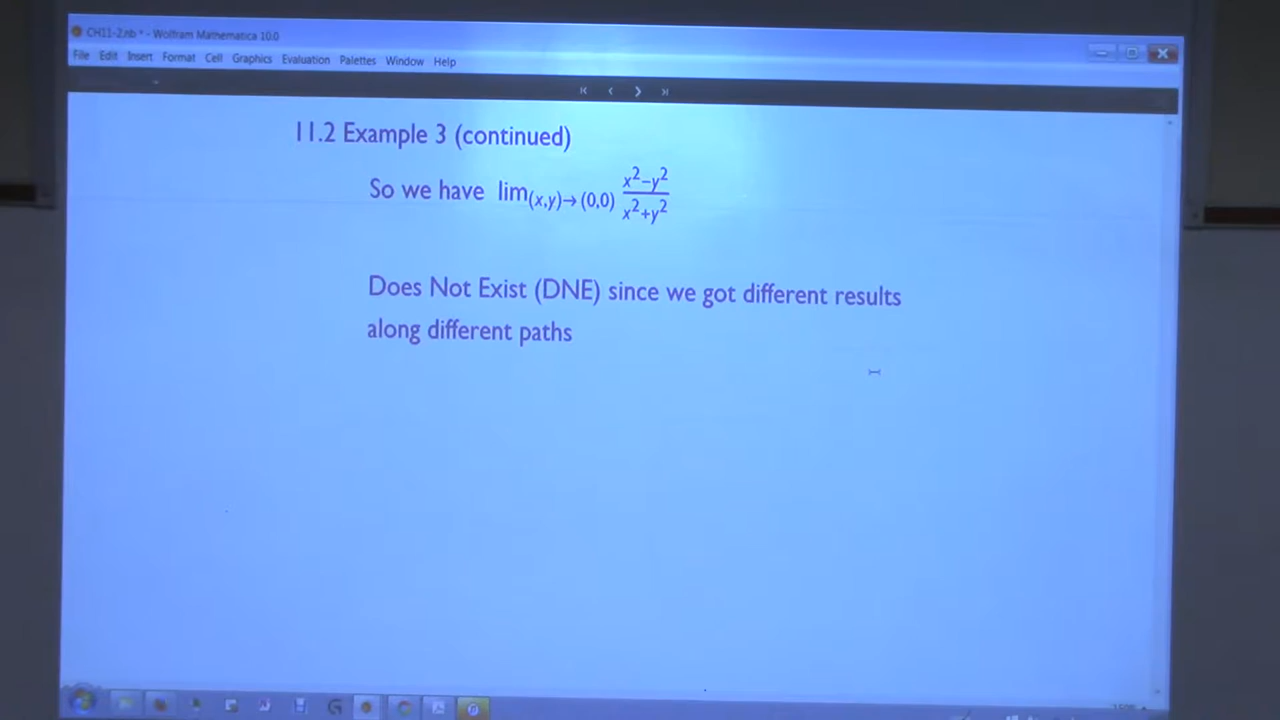 CH11-2.nb * - Wolfram Mathematica 10.0
File Edit Insert Format Cell Graphics Evaluation Palettes Window Help
11.2 Example 3 (continued)
So we have lim(x,y)→(0,0) x²−y²/x²+y²
Does Not Exist (DNE) since we got different results
along different paths